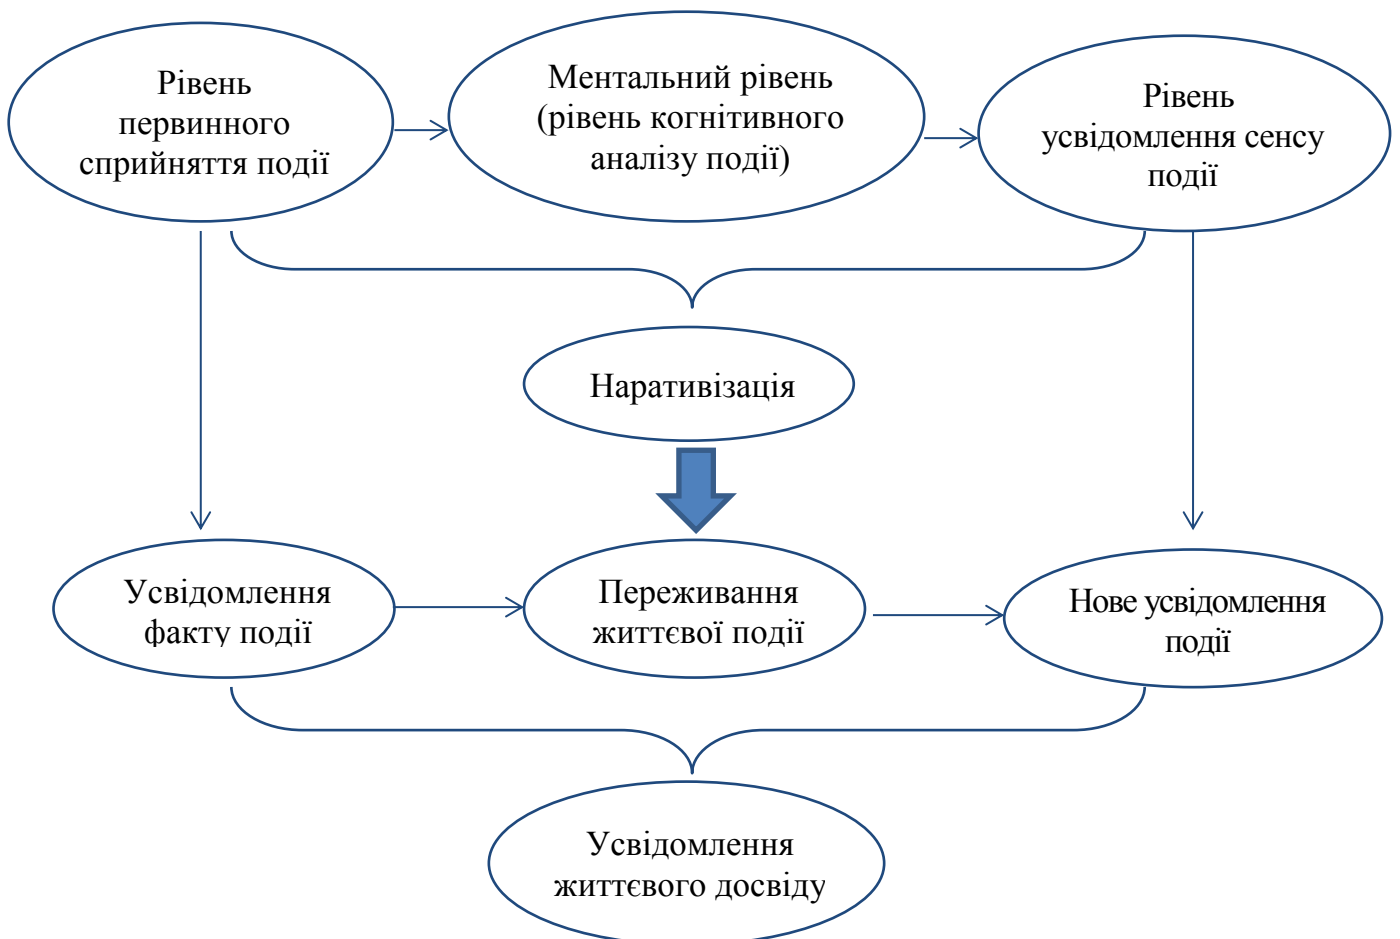 Рівень
первинного
сприйняття події
Ментальний рівень
(рівень когнітивного
аналізу події)
Рівень
усвідомлення сенсу
події
Наративізація
Усвідомлення
факту події
Переживання
життєвої події
Нове усвідомлення
події
Усвідомлення
життєвого досвіду